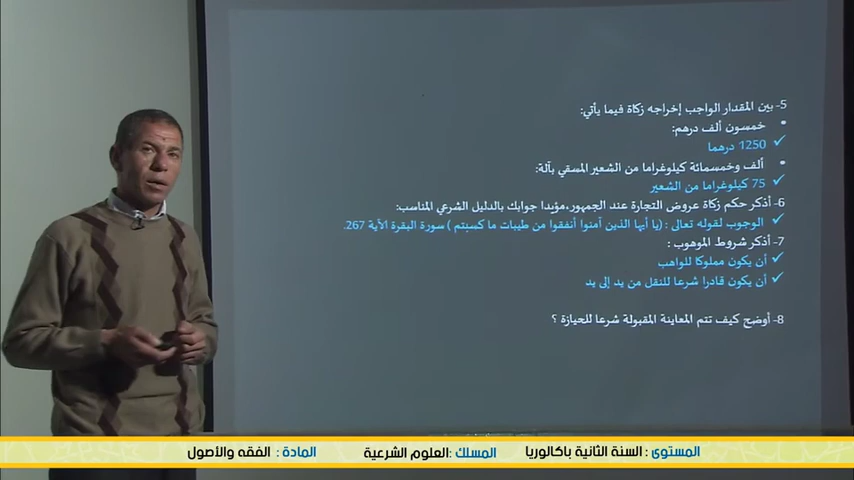 5- بين المقدار الواجب إخراجه زكاة فيما يأتي:
• خمسون ألف درهم:
✓ 1250 درهما
• ألف وخمسمائة كيلوغراما من الشعير المسقي بآلة:
✓ 75 كيلوغراما من الشعير
6- أذكر حكم زكاة عروض التجارة عند الجمهور،مؤيدا جوابك بالدليل الشرعي المناسب:
✓ الوجوب لقوله تعالى : (يا أيها الذين آمنوا أنفقوا من طيبات ما كسبتم ) سورة البقرة الآية 267.
7- أذكر شروط الموهوب :
✓ أن يكون مملوكا للواهب
✓ أن يكون قادرا شرعا للنقل من يد إلى يد
8- أوضح كيف تتم المعاينة المقبولة شرعا للحيازة ؟
المستوى : السنة الثانية باكالوريا المسلك :العلوم الشرعية المادة : الفقه والأصول